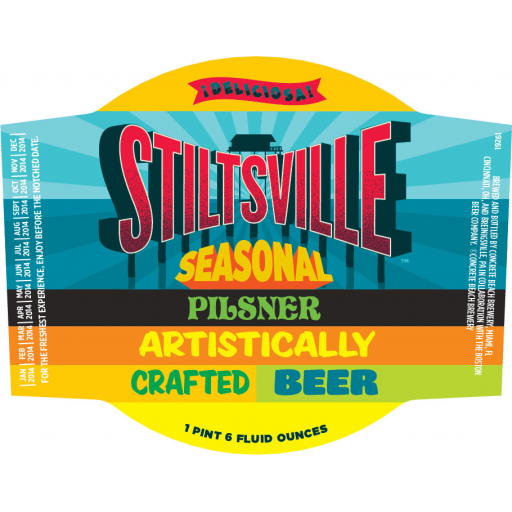 ¡DELICIOSA!
STILTSVILLE
TM
SEASONAL
PILSNER
ARTISTICALLY
CRAFTED BEER
1 PINT 6 FLUID OUNCES
JAN | FEB | MAR | APR | MAY | JUN | JUL | AUG | SEPT | OCT | NOV | DEC
2014 | 2014 | 2014 | 2014 | 2014 | 2014 | 2014 | 2014 | 2014 | 2014 | 2014 | 2014
FOR THE FRESHEST EXPERIENCE, ENJOY BEFORE THE NOTCHED DATE.
BREWED AND BOTTLED BY CONCRETE BEACH BREWERY, MIAMI, FL
CINCINNATI, OH, AND BREINIGSVILLE, PA IN COLLABORATION WITH THE BOSTON
BEER COMPANY. ©CONCRETE BEACH BREWERY